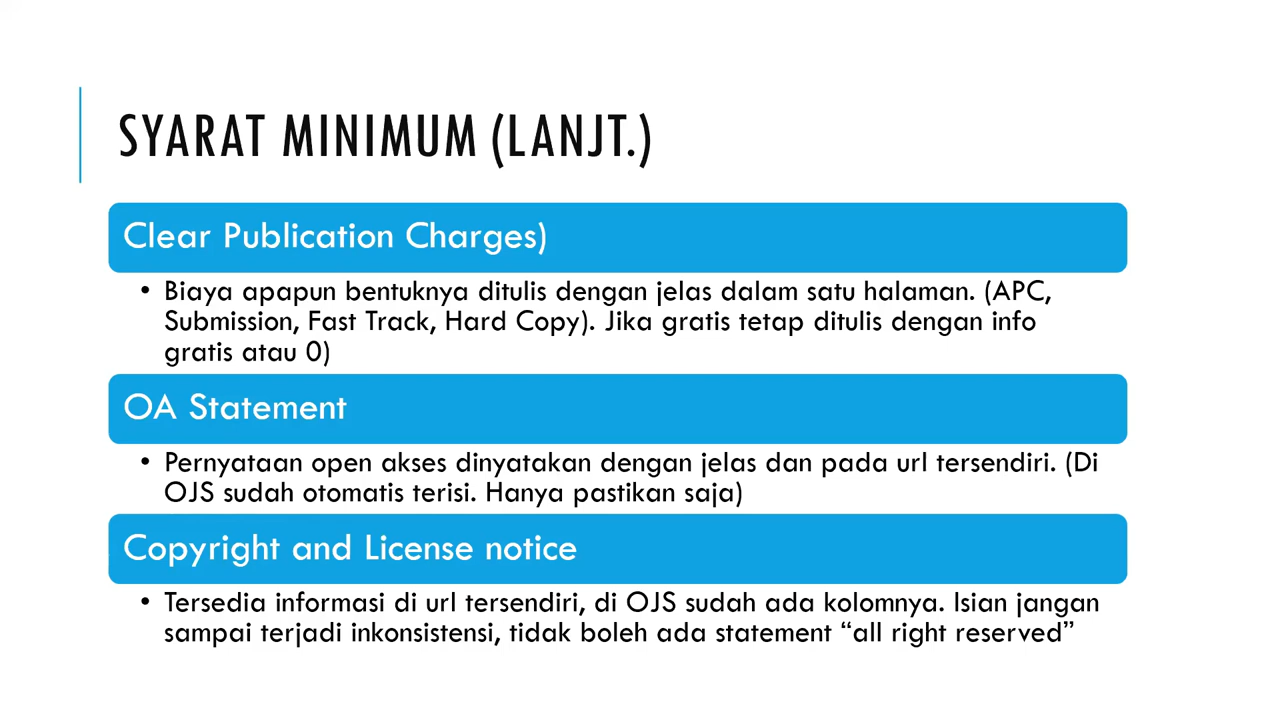 SYARAT MINIMUM (LANJT.)
Clear Publication Charges)
• Biaya apapun bentuknya ditulis dengan jelas dalam satu halaman. (APC,
Submission, Fast Track, Hard Copy). Jika gratis tetap ditulis dengan info
gratis atau 0)
OA Statement
• Pernyataan open akses dinyatakan dengan jelas dan pada url tersendiri. (Di
OJS sudah otomatis terisi. Hanya pastikan saja)
Copyright and License notice
• Tersedia informasi di url tersendiri, di OJS sudah ada kolomnya. Isian jangan
sampai terjadi inkonsistensi, tidak boleh ada statement “all right reserved”